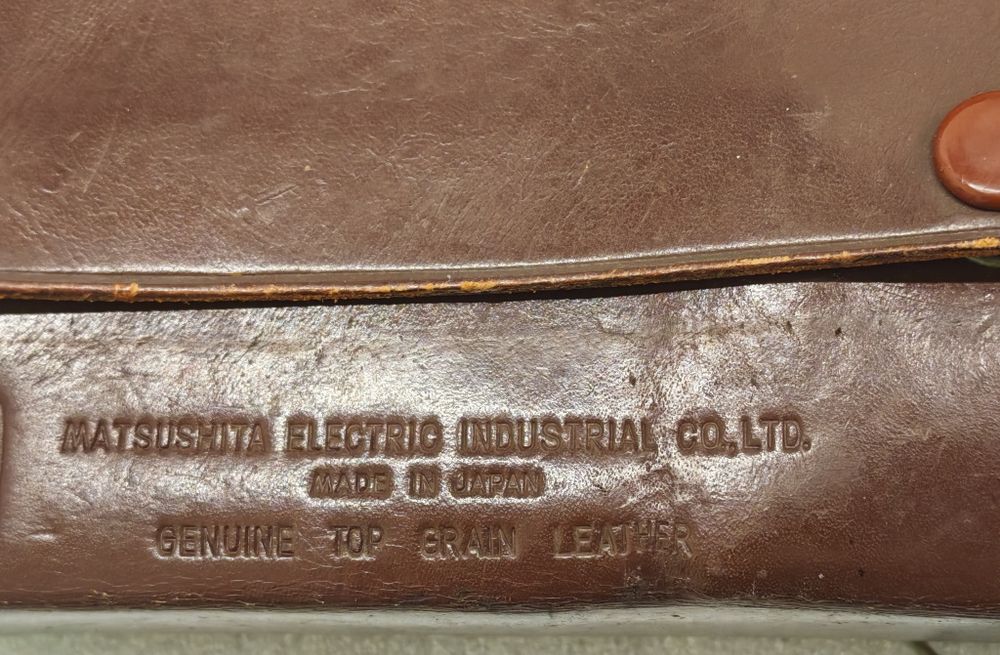 MATSUSHITA ELECTRIC INDUSTRIAL CO., LTD.
MADE IN JAPAN
GENUINE TOP GRAIN LEATHER